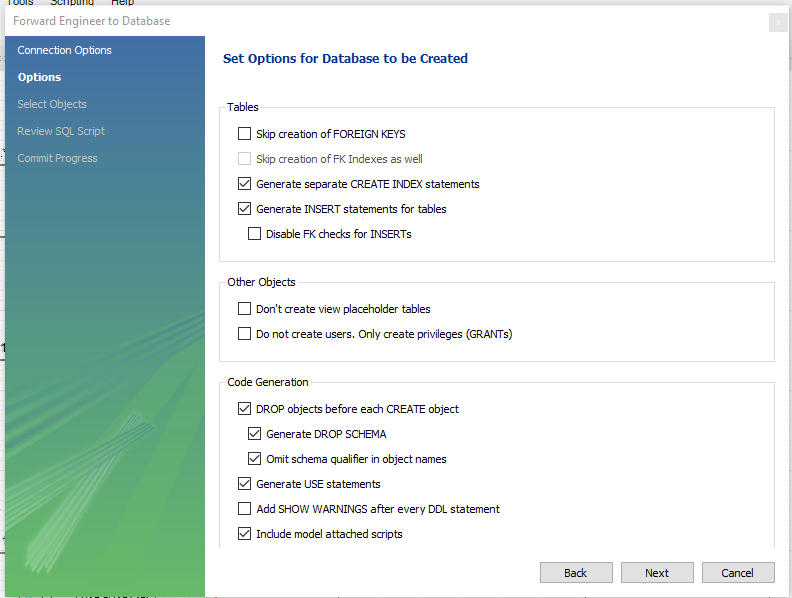 Tools Scripting Help
Forward Engineer to Database
Connection Options
Options
Select Objects
Review SQL Script
Commit Progress
Set Options for Database to be Created
Tables
Skip creation of FOREIGN KEYS
Skip creation of FK Indexes as well
Generate separate CREATE INDEX statements
Generate INSERT statements for tables
Disable FK checks for INSERTs
Other Objects
Don't create view placeholder tables
Do not create users. Only create privileges (GRANTs)
Code Generation
DROP objects before each CREATE object
Generate DROP SCHEMA
Omit schema qualifier in object names
Generate USE statements
Add SHOW WARNINGS after every DDL statement
Include model attached scripts
Back Next Cancel